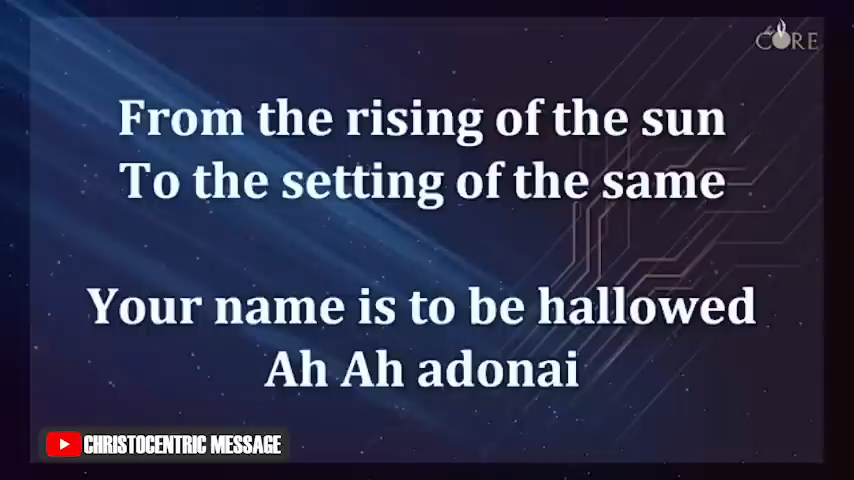 the CORE
From the rising of the sun
To the setting of the same
Your name is to be hallowed
Ah Ah adonai
CHRISTOCENTRIC MESSAGE